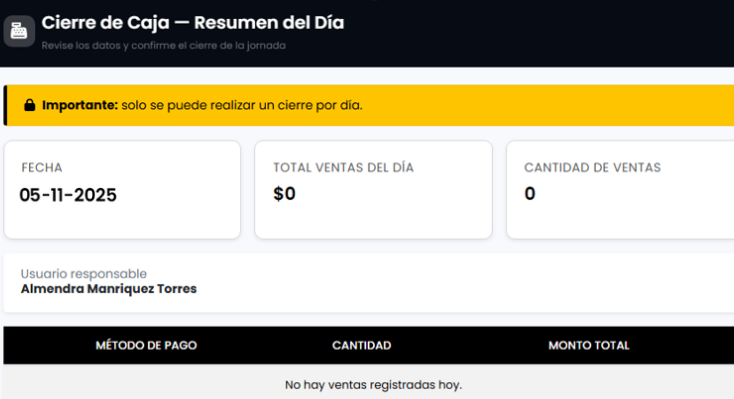 Cierre de Caja — Resumen del Día
Revise los datos y confirme el cierre de la jornada
Importante: solo se puede realizar un cierre por día.
FECHA
05-11-2025
TOTAL VENTAS DEL DÍA
$0
CANTIDAD DE VENTAS
0
Usuario responsable
Almendra Manriquez Torres
MÉTODO DE PAGO CANTIDAD MONTO TOTAL
No hay ventas registradas hoy.